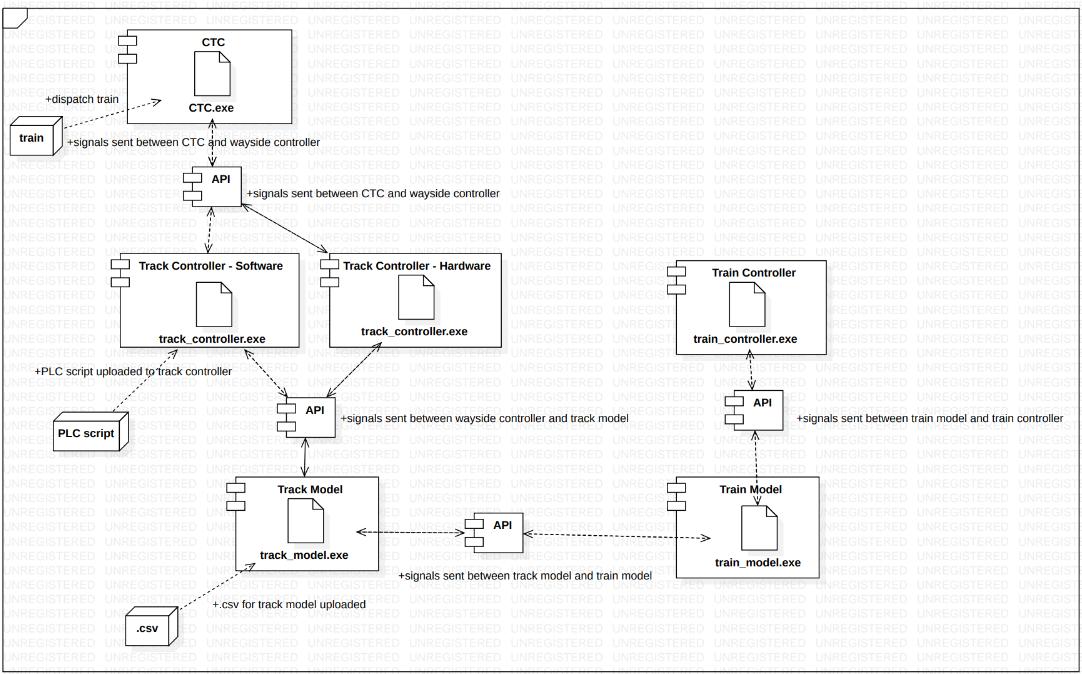 CTC
CTC.exe
+dispatch train
train
+signals sent between CTC and wayside controller
API
+signals sent between CTC and wayside controller
Track Controller - Software
track_controller.exe
Track Controller - Hardware
track_controller.exe
Train Controller
train_controller.exe
+PLC script uploaded to track controller
PLC script
API
+signals sent between wayside controller and track model
API
+signals sent between train model and train controller
Track Model
track_model.exe
API
+signals sent between track model and train model
Train Model
train_model.exe
+.csv for track model uploaded
.csv
UNREGISTERED